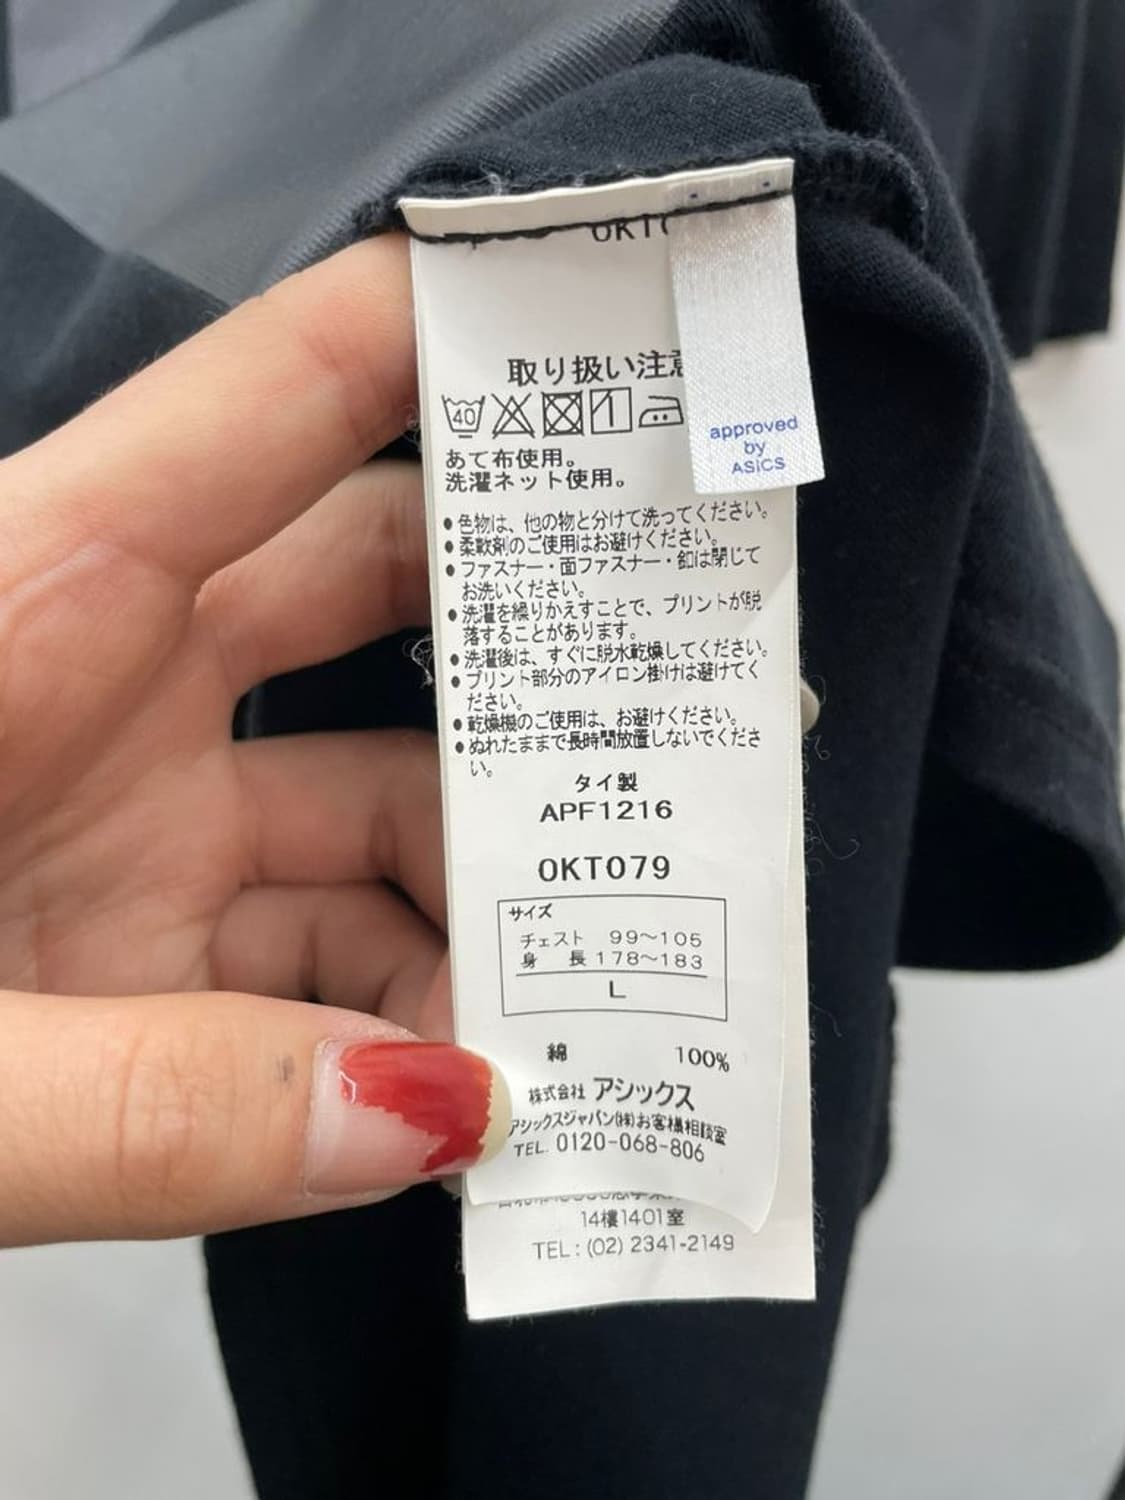 OKT
取り扱い注意
40
あて布使用。
洗濯ネット使用。
approved
by
ASICS
●色物は、他の物と分けて洗ってください。
●柔軟剤のご使用はお避けください。
●ファスナー・面ファスナー・釦は閉じて
お洗いください。
●洗濯を繰りかえすことで、プリントが脱
落することがあります。
●洗濯後は、すぐに脱水乾燥してください。
●プリント部分のアイロン掛けは避けてく
ださい。
●乾燥機のご使用は、お避けください。
●ぬれたままで長時間放置しないでくださ
い。
タイ製
APF1216
OKT079
サイズ
チェスト 99~105
身 長 178~183
L
綿 100%
株式会社 アシックス
アシックスジャパン(株)お客様相談室
TEL. 0120-068-806
14樓1401室
TEL: (02) 2341-2149